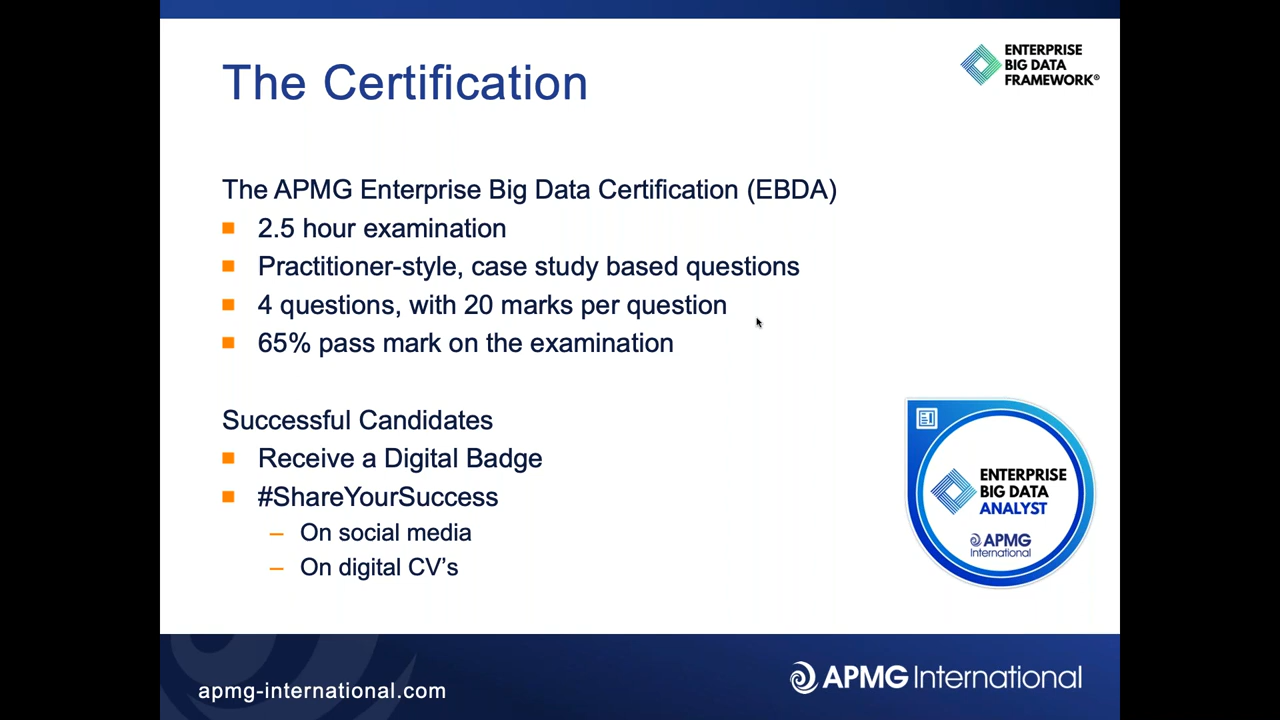 The Certification
ENTERPRISE
BIG DATA
FRAMEWORK®
The APMG Enterprise Big Data Certification (EBDA)
2.5 hour examination
Practitioner-style, case study based questions
4 questions, with 20 marks per question
65% pass mark on the examination
Successful Candidates
Receive a Digital Badge
#ShareYourSuccess
– On social media
– On digital CV’s
ENTERPRISE
BIG DATA
ANALYST
APMG
International
apmg-international.com
APMG International